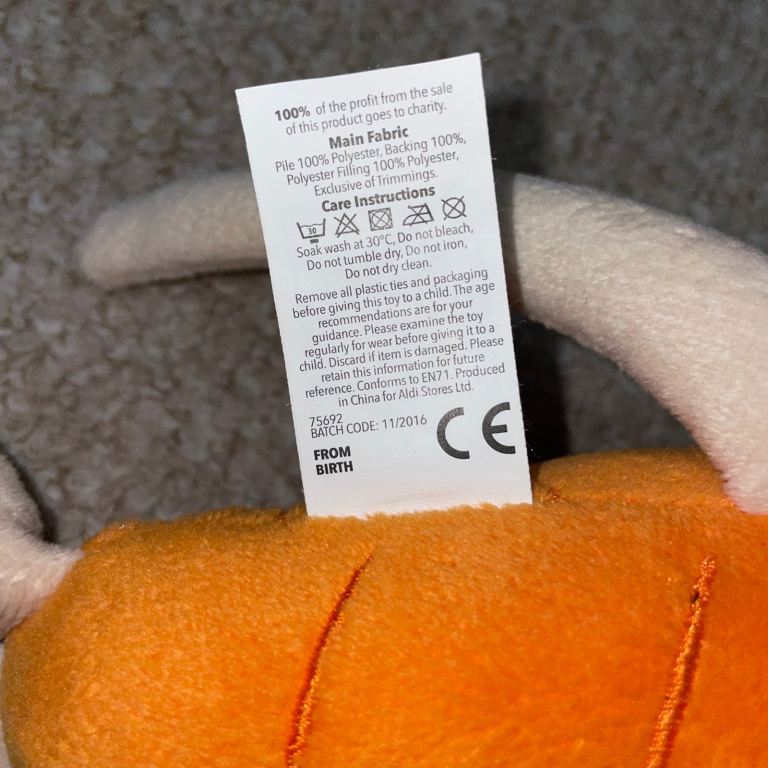 100% of the profit from the sale
of this product goes to charity.
Main Fabric
Pile 100% Polyester, Backing 100%,
Polyester Filling 100% Polyester,
Exclusive of Trimmings.
Care Instructions
30
Soak wash at 30°C, Do not bleach,
Do not tumble dry, Do not iron,
Do not dry clean.
Remove all plastic ties and packaging
before giving this toy to a child. The age
recommendations are for your
guidance. Please examine the toy
regularly for wear before giving it to a
child. Discard if item is damaged. Please
retain this information for future
reference. Conforms to EN71. Produced
in China for Aldi Stores Ltd.
75692
BATCH CODE: 11/2016
CE
FROM
BIRTH